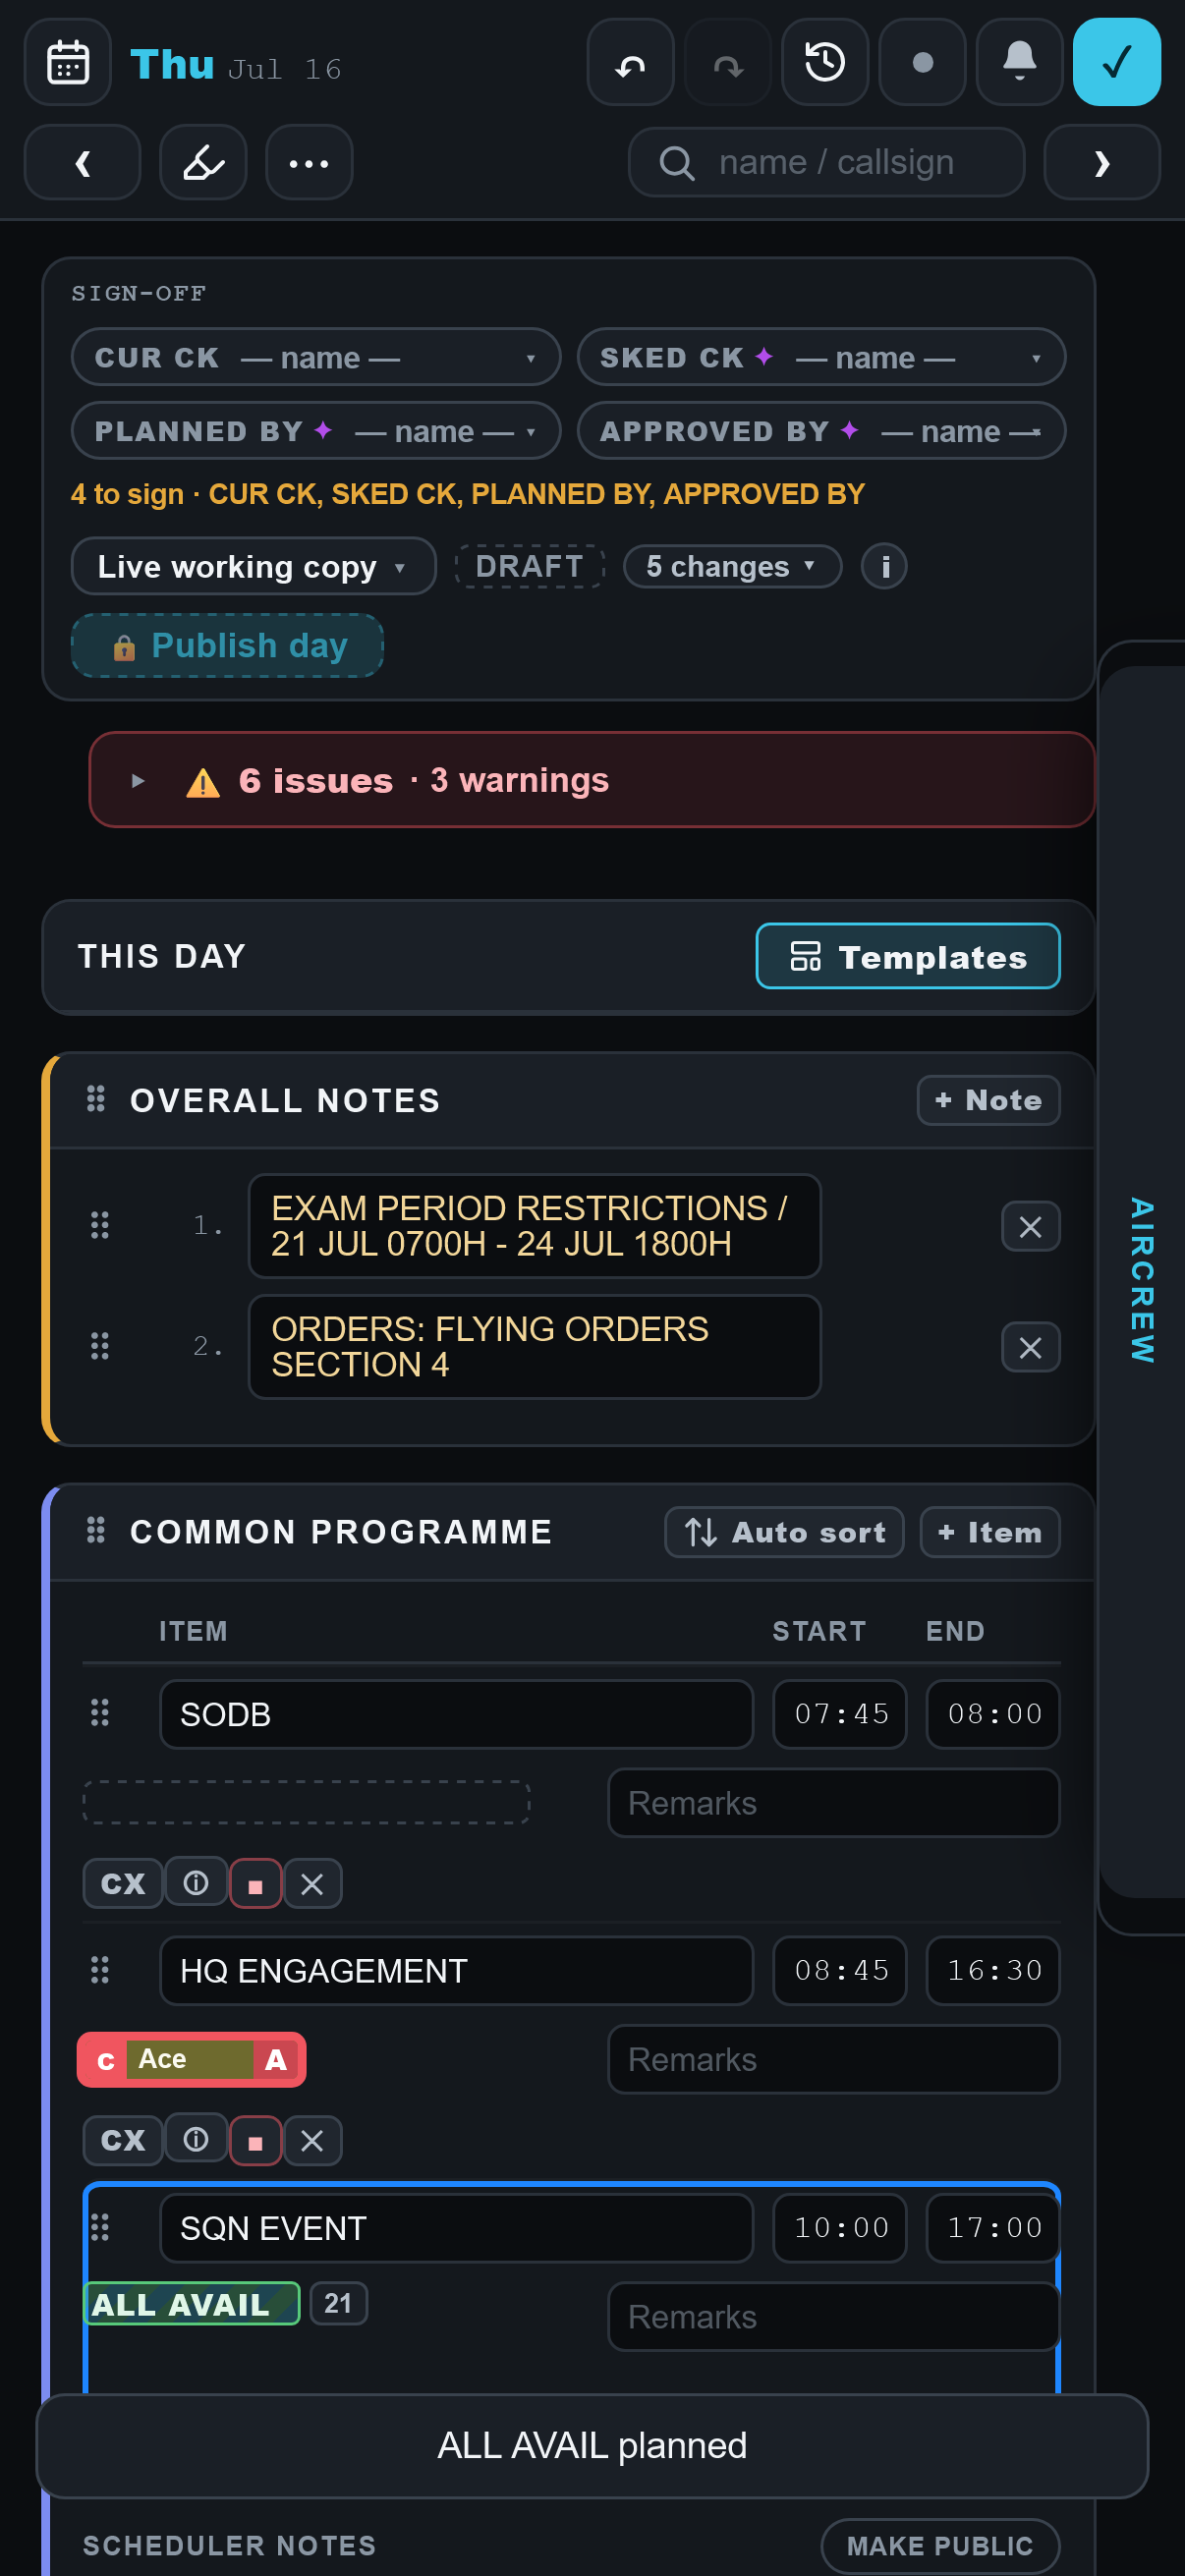 Thu Jul 16
name / callsign
SIGN-OFF
CUR CK — name —
SKED CK — name —
PLANNED BY — name —
APPROVED BY — name —
4 to sign · CUR CK, SKED CK, PLANNED BY, APPROVED BY
Live working copy DRAFT 5 changes i
Publish day
6 issues · 3 warnings
THIS DAY Templates
OVERALL NOTES + Note
1. EXAM PERIOD RESTRICTIONS /
21 JUL 0700H - 24 JUL 1800H
2. ORDERS: FLYING ORDERS
SECTION 4
AIRCREW
COMMON PROGRAMME Auto sort + Item
ITEM START END
SODB 07:45 08:00
Remarks
CX
HQ ENGAGEMENT 08:45 16:30
c Ace A Remarks
CX
SQN EVENT 10:00 17:00
ALL AVAIL 21 Remarks
ALL AVAIL planned
SCHEDULER NOTES MAKE PUBLIC